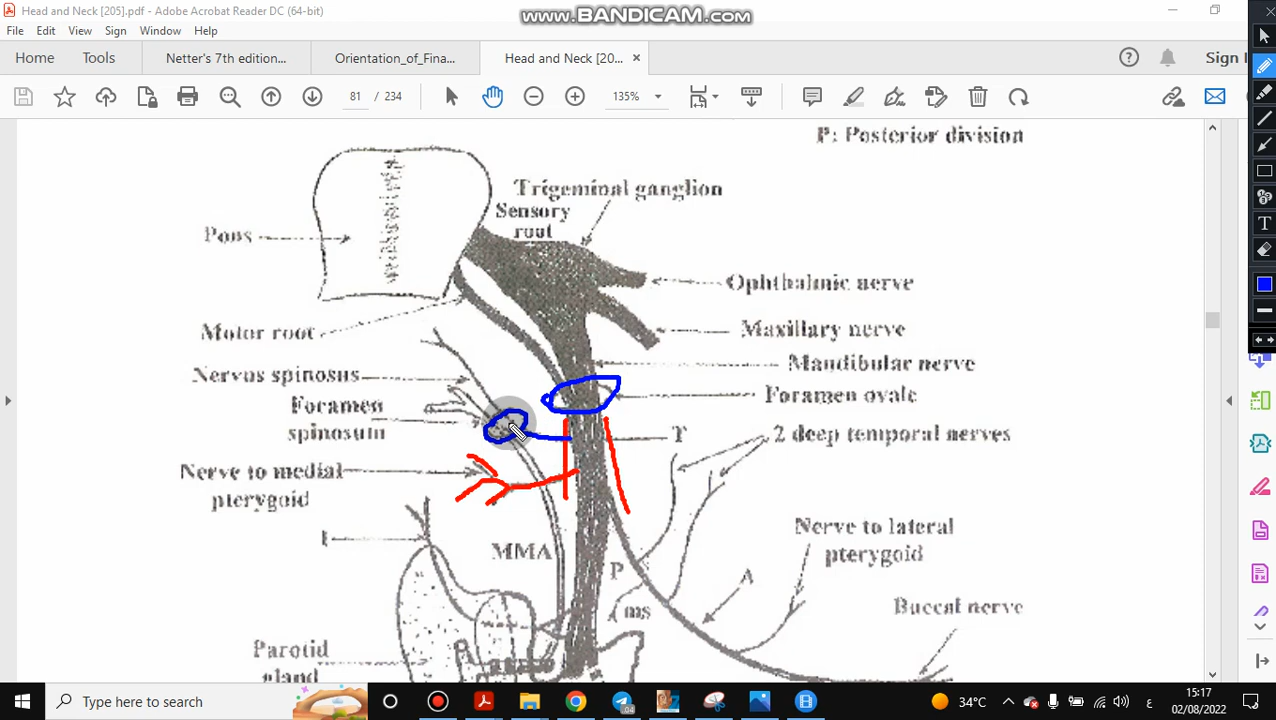 Head and Neck [205].pdf - Adobe Acrobat Reader DC (64-bit)
www.BANDICAM.com
File Edit View Sign Window Help
Home Tools Netter's 7th edition... Orientation_of_Fina... Head and Neck [20... × Sign I
81 / 234 135%
P: Posterior division
Trigeminal ganglion
Sensory
root
Pons
Ophthalmic nerve
Motor root
Maxillary nerve
Mandibular nerve
Nervus spinosus
Foramen ovale
Foramen
spinosum
T
2 deep temporal nerves
Nerve to medial
pterygoid
Nerve to lateral
pterygoid
MMA
P
A
ms
Buccal nerve
Parotid
gland
Type here to search
34°C
ع
15:17
02/08/2022